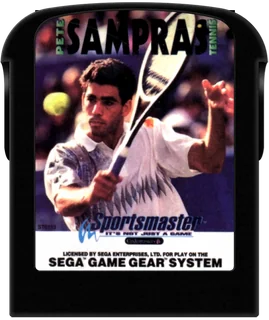 PETE
SAMPRAS
TENNIS
Sportsmaster
IT'S NOT JUST A GAME
LICENSED BY SEGA ENTERPRISES, LTD. FOR PLAY ON THE
SEGA GAME GEAR™ SYSTEM